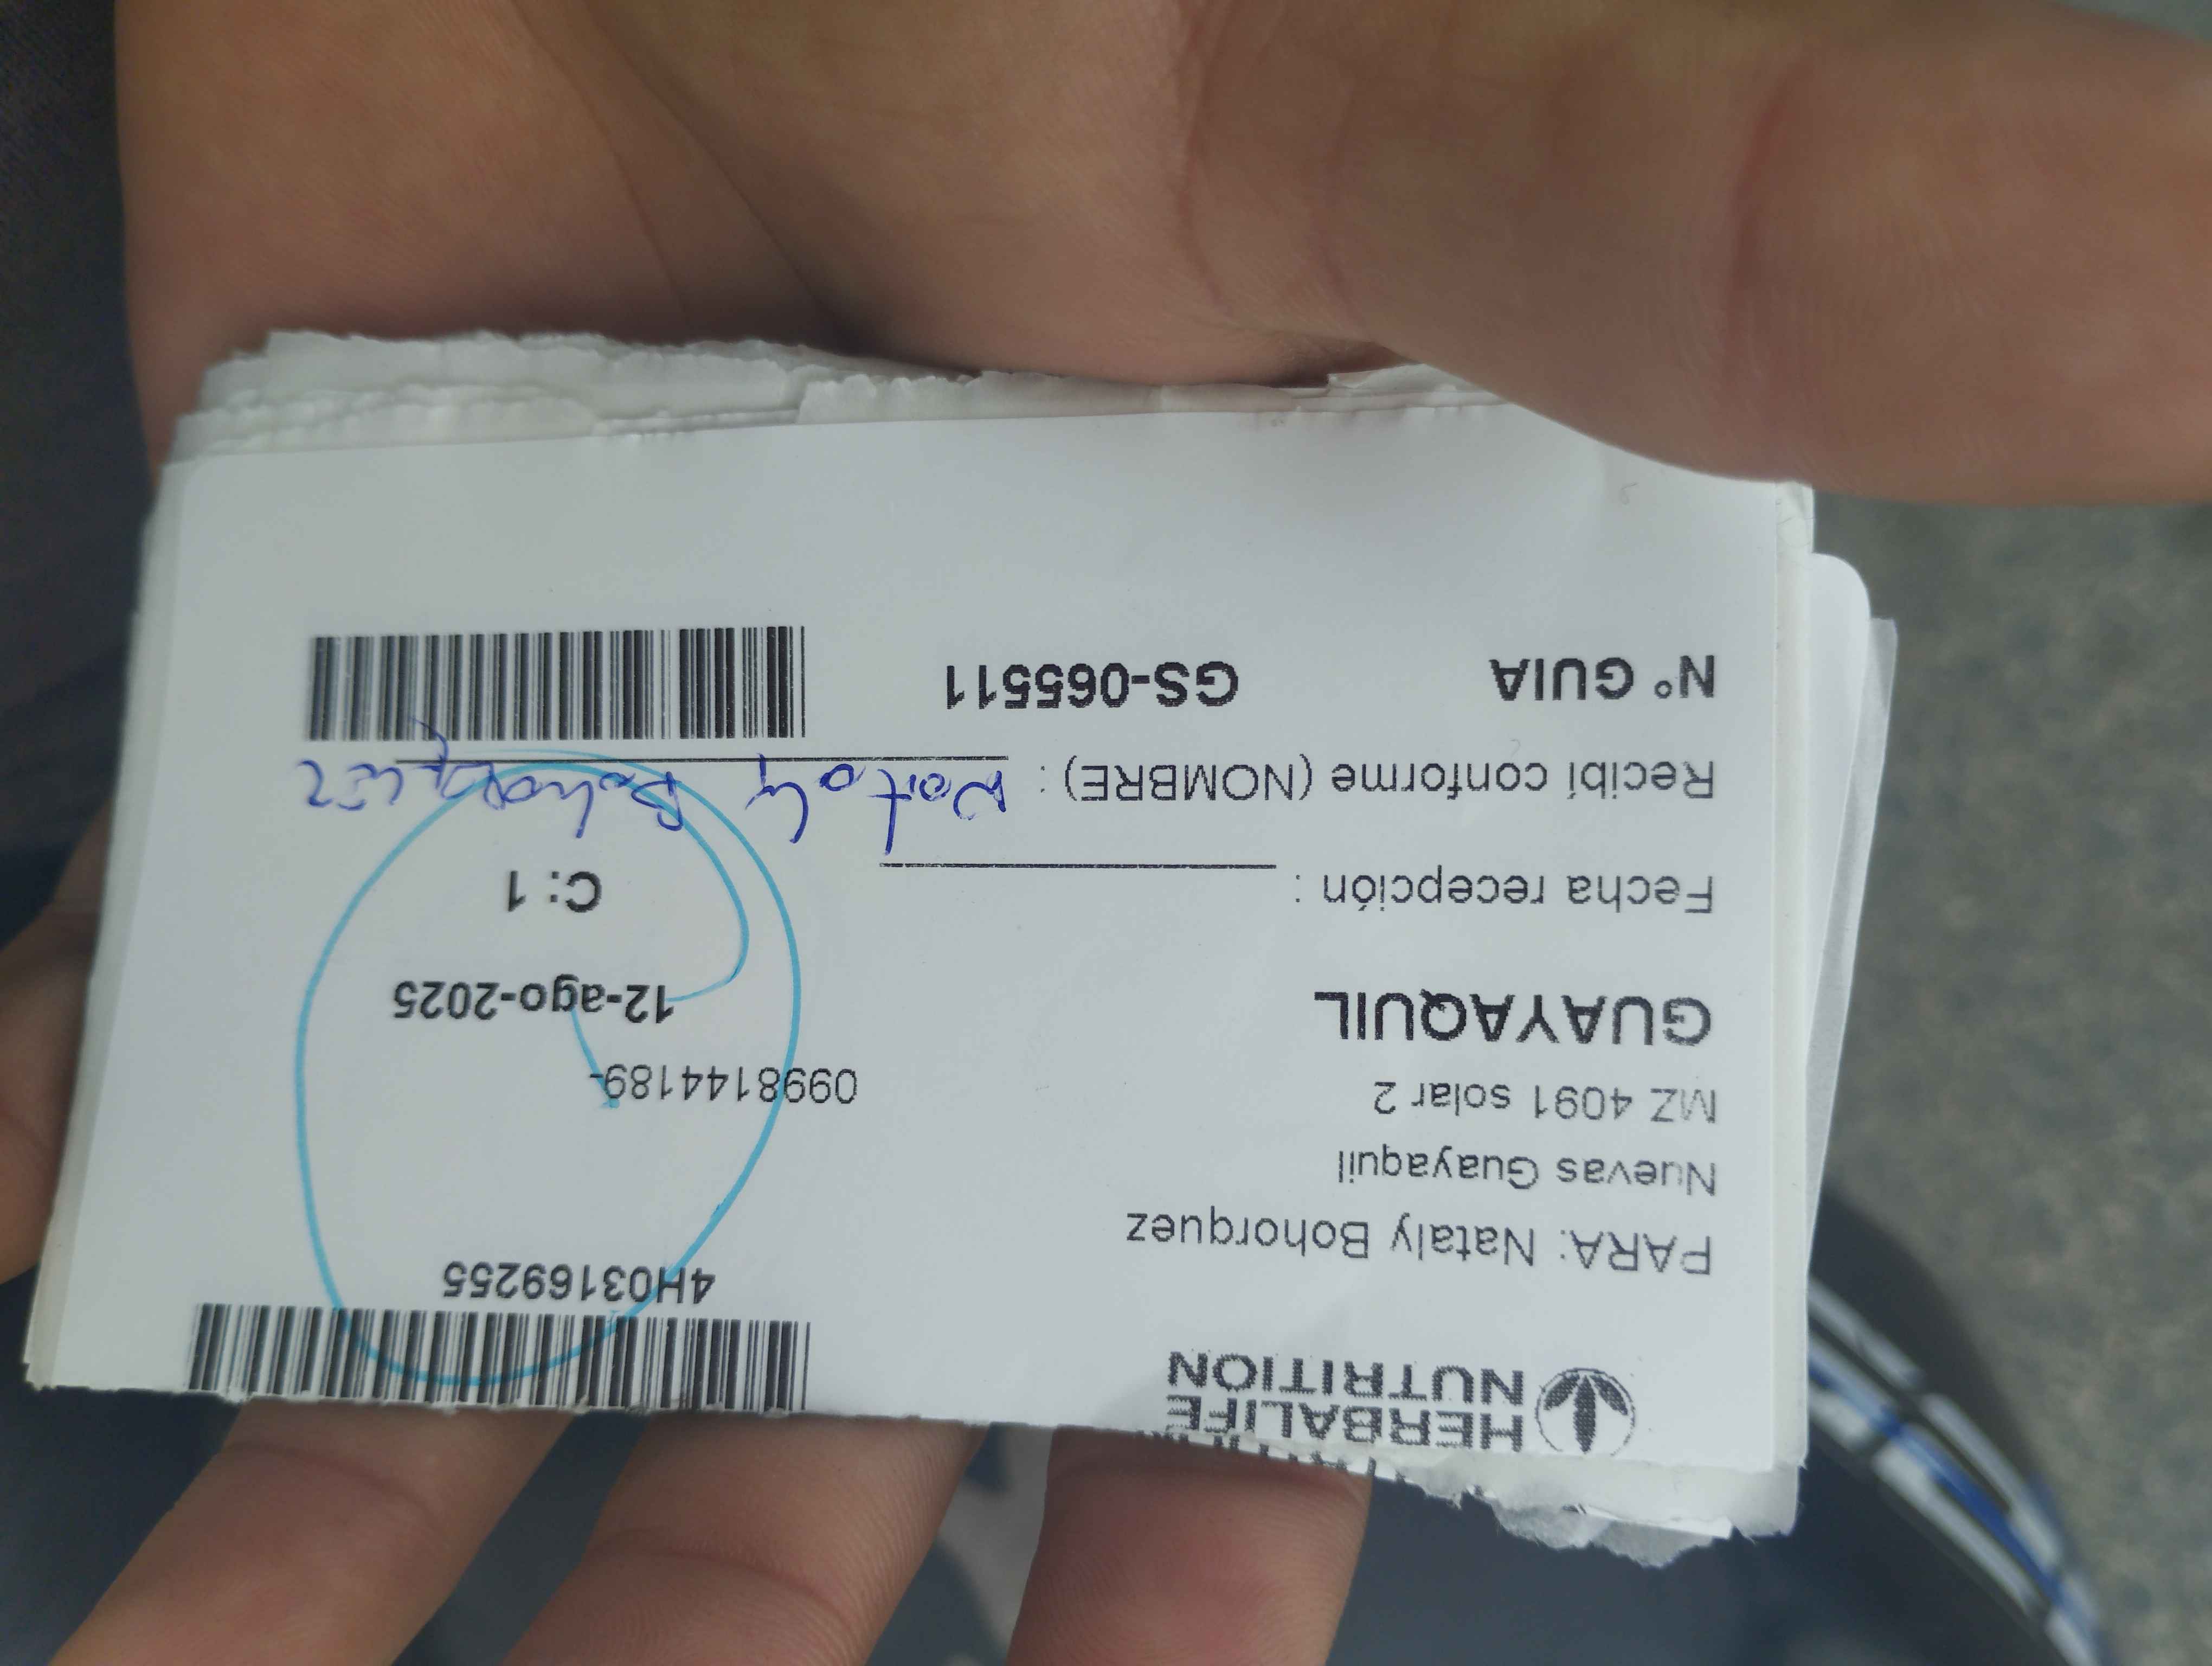 HERBALIFE
NUTRITION
4H03169255
PARA: Nataly Bohorquez
Nuevas Guayaquil
MZ 4091 solar 2
0998144189-
GUAYAQUIL
12-ago-2025
Fecha recepción :
C: 1
Recibí conforme (NOMBRE) : Nataly Bohorquez
N° GUIA GS-065511